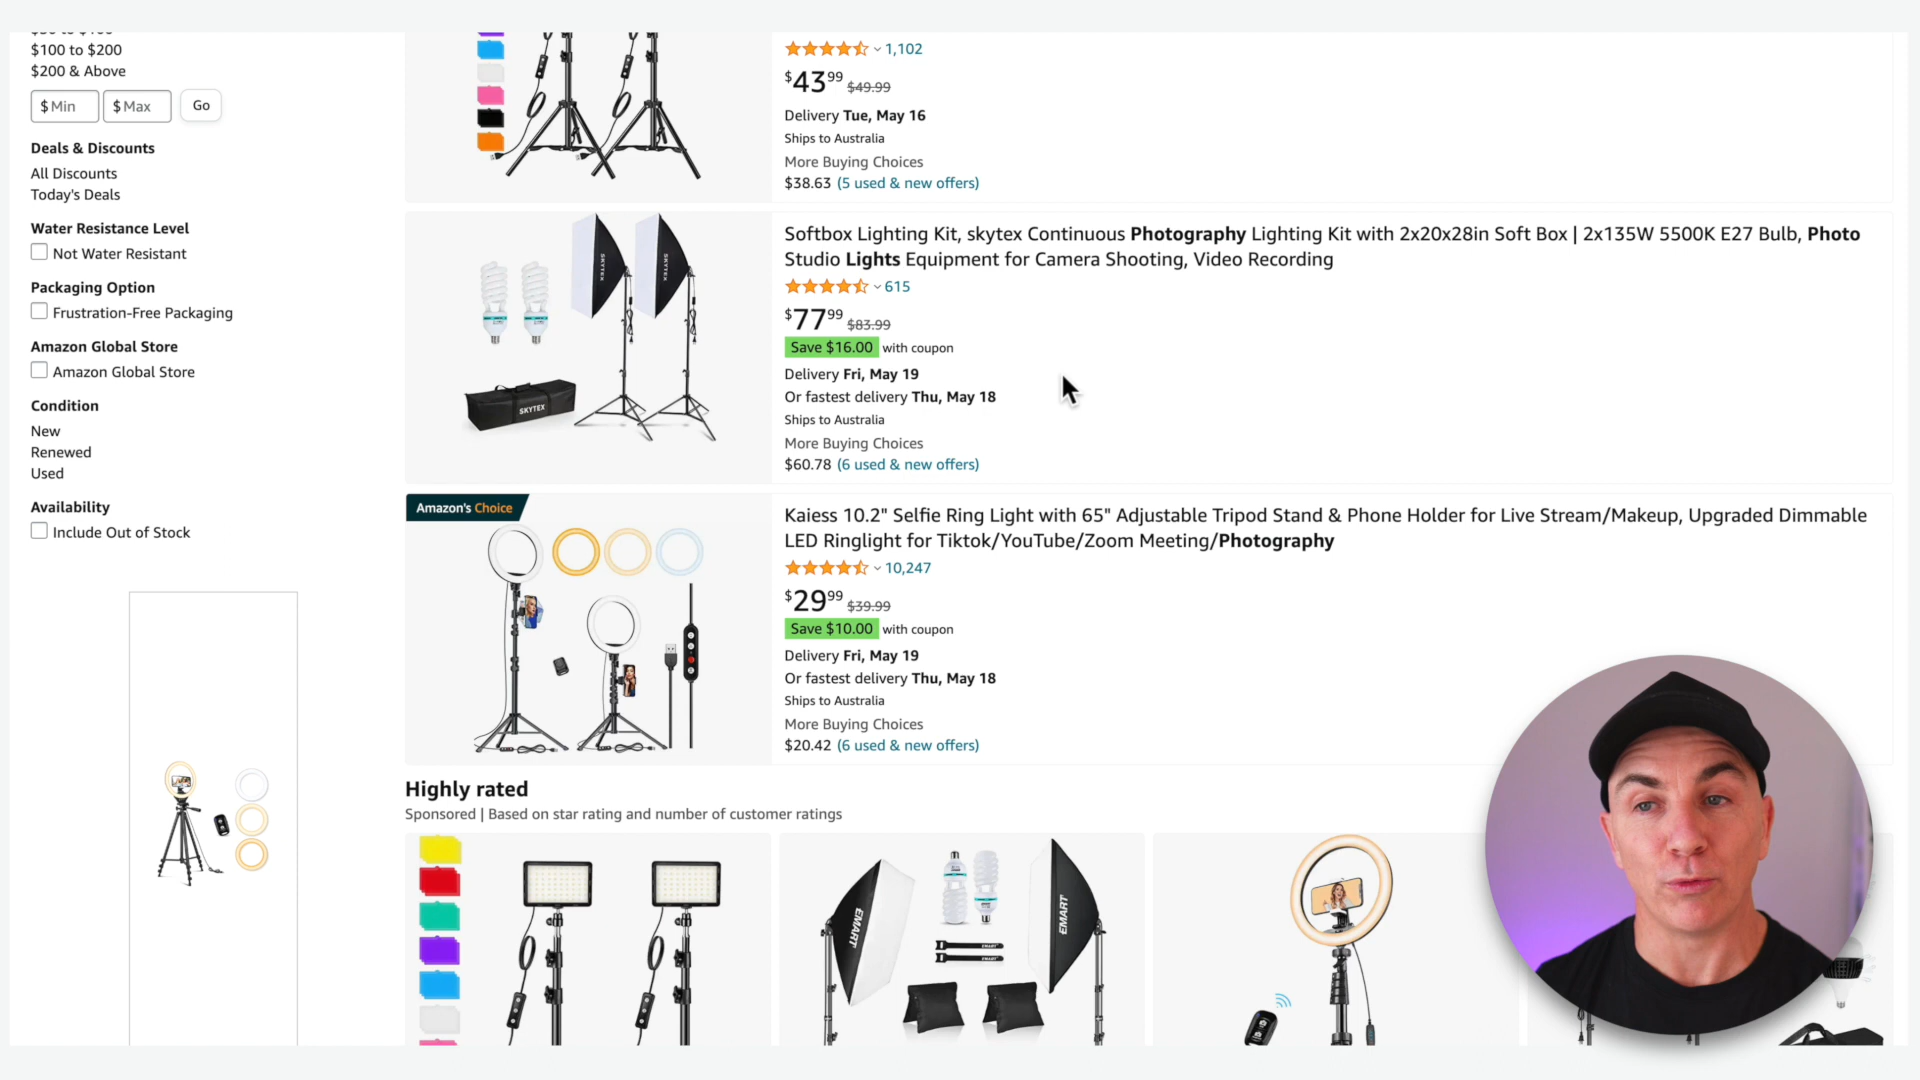 $100 to $200
$200 & Above
$ Min $ Max Go
Deals & Discounts
All Discounts
Today's Deals
Water Resistance Level
Not Water Resistant
Packaging Option
Frustration-Free Packaging
Amazon Global Store
Amazon Global Store
Condition
New
Renewed
Used
Availability
Include Out of Stock
1,102
$43.99 $49.99
Delivery Tue, May 16
Ships to Australia
More Buying Choices
$38.63 (5 used & new offers)
SKYTEX
SKYTEX
SKYTEX
Softbox Lighting Kit, skytex Continuous Photography Lighting Kit with 2x20x28in Soft Box | 2x135W 5500K E27 Bulb, Photo
Studio Lights Equipment for Camera Shooting, Video Recording
615
$77.99 $83.99
Save $16.00 with coupon
Delivery Fri, May 19
Or fastest delivery Thu, May 18
Ships to Australia
More Buying Choices
$60.78 (6 used & new offers)
Amazon's Choice
Kaiess 10.2" Selfie Ring Light with 65" Adjustable Tripod Stand & Phone Holder for Live Stream/Makeup, Upgraded Dimmable
LED Ringlight for Tiktok/YouTube/Zoom Meeting/Photography
10,247
$29.99 $39.99
Save $10.00 with coupon
Delivery Fri, May 19
Or fastest delivery Thu, May 18
Ships to Australia
More Buying Choices
$20.42 (6 used & new offers)
Highly rated
Sponsored | Based on star rating and number of customer ratings
EMART
EMART